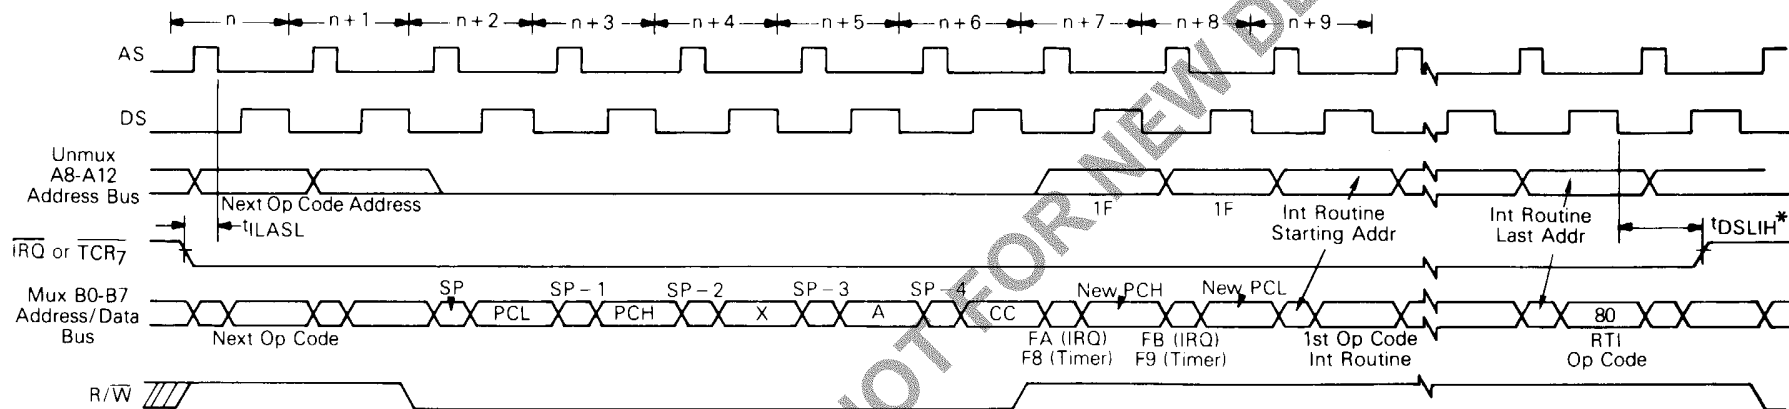 n n+1 n+2 n+3 n+4 n+5 n+6 n+7 n+8 n+9
AS
DS
Unmux
A8-A12
Address Bus
Next Op Code Address
1F 1F
Int Routine
Starting Addr
Int Routine
Last Addr
tILASL
tDSLIH*
IRQ or TCR7
Mux B0-B7
Address/Data
Bus
SP SP-1 SP-2 SP-3 SP-4 New PCH New PCL
PCL PCH X A CC 80
Next Op Code
FA (IRQ)
F8 (Timer)
FB (IRQ)
F9 (Timer)
1st Op Code
Int Routine
RTI
Op Code
R/W
NOT FOR NEW DE